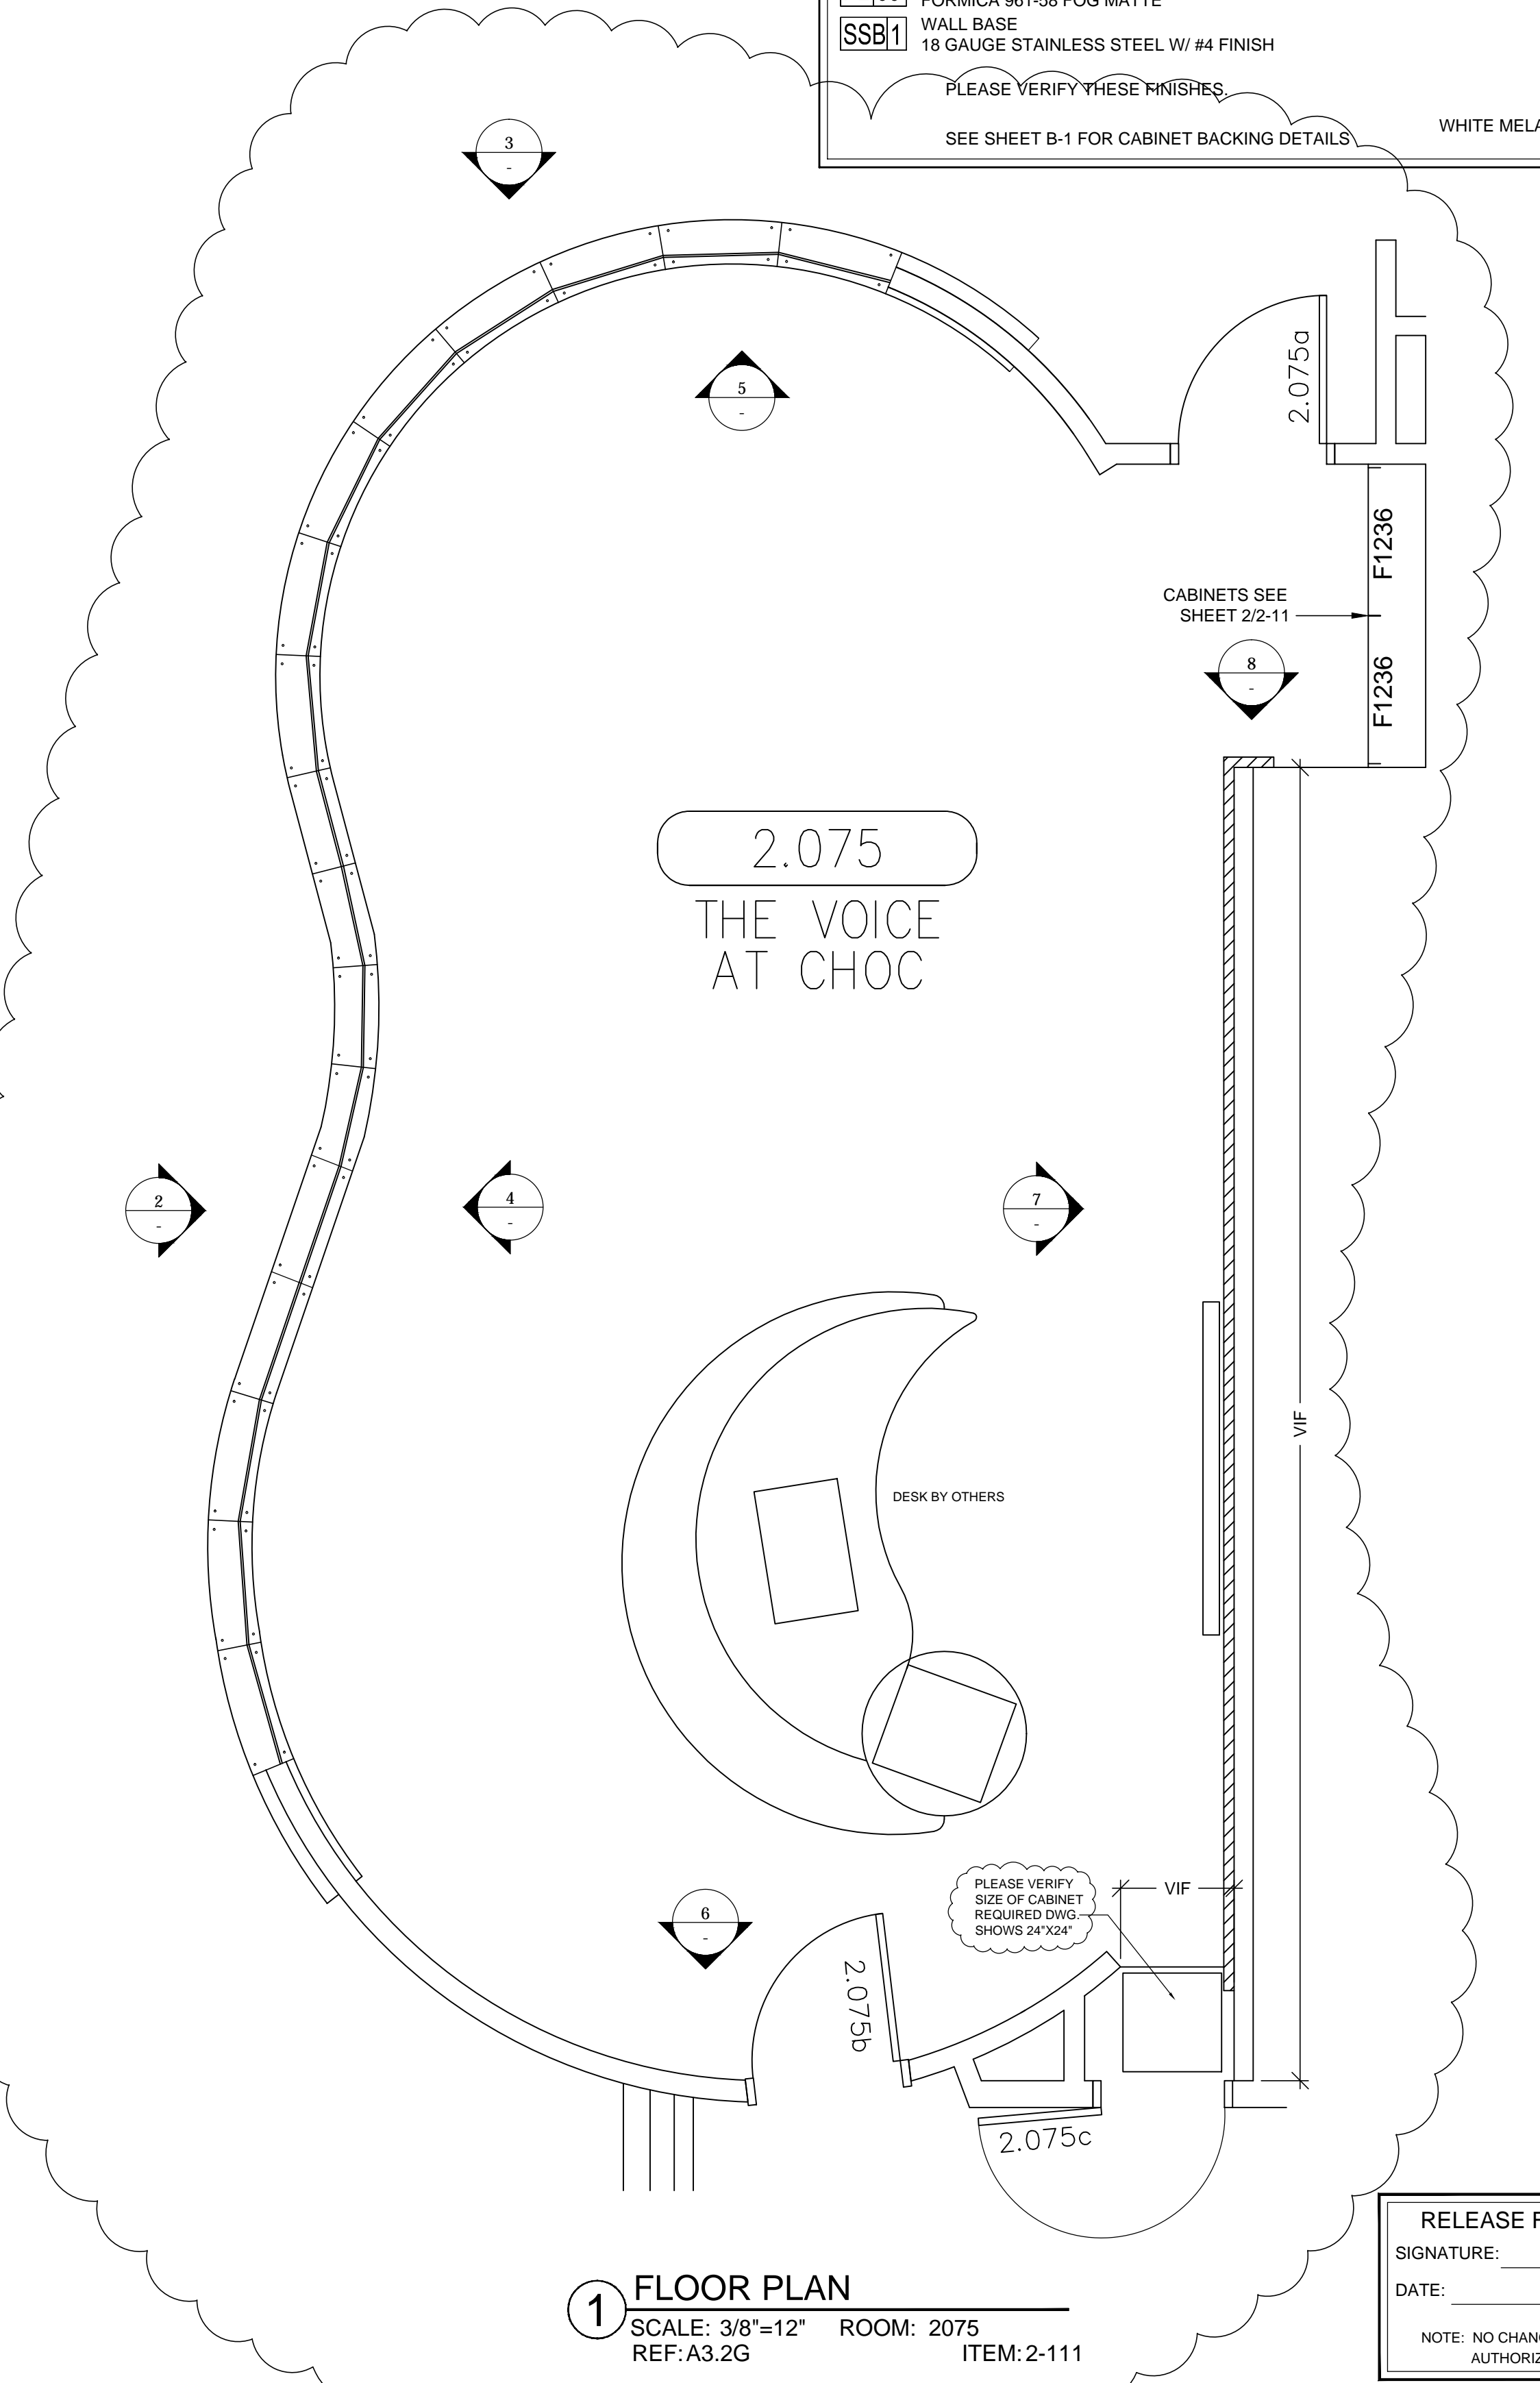 FORMICA 961-58 FOG MATTE
SSB 1
WALL BASE
18 GAUGE STAINLESS STEEL W/ #4 FINISH
PLEASE VERIFY THESE FINISHES.
SEE SHEET B-1 FOR CABINET BACKING DETAILS
WHITE MELA
3
-
5
-
2.075a
F1236
CABINETS SEE
SHEET 2/2-11
F1236
8
-
2.075
THE VOICE
AT CHOC
2
-
4
-
7
-
VIF
DESK BY OTHERS
PLEASE VERIFY
SIZE OF CABINET
REQUIRED DWG.
SHOWS 24"X24"
VIF
6
-
2.075b
2.075c
1 FLOOR PLAN
SCALE: 3/8"=12" ROOM: 2075
REF: A3.2G ITEM: 2-111
RELEASE F
SIGNATURE:
DATE:
NOTE: NO CHAN
AUTHORIZ